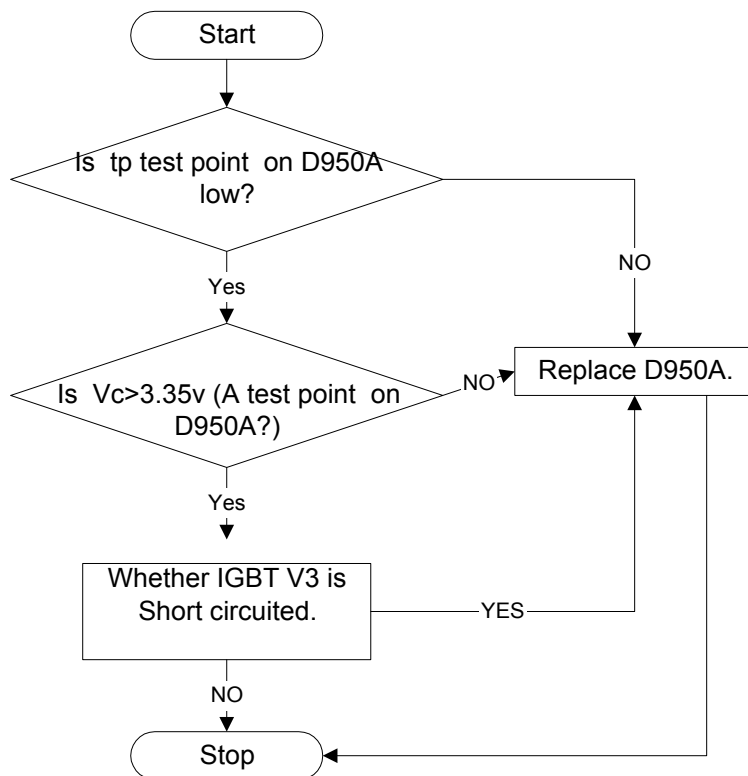 Start
Is tp test point on D950A
low?
NO
Yes
Is Vc>3.35v (A test point on
D950A?)
NO
Replace D950A.
Yes
Whether IGBT V3 is
Short circuited.
YES
NO
Stop